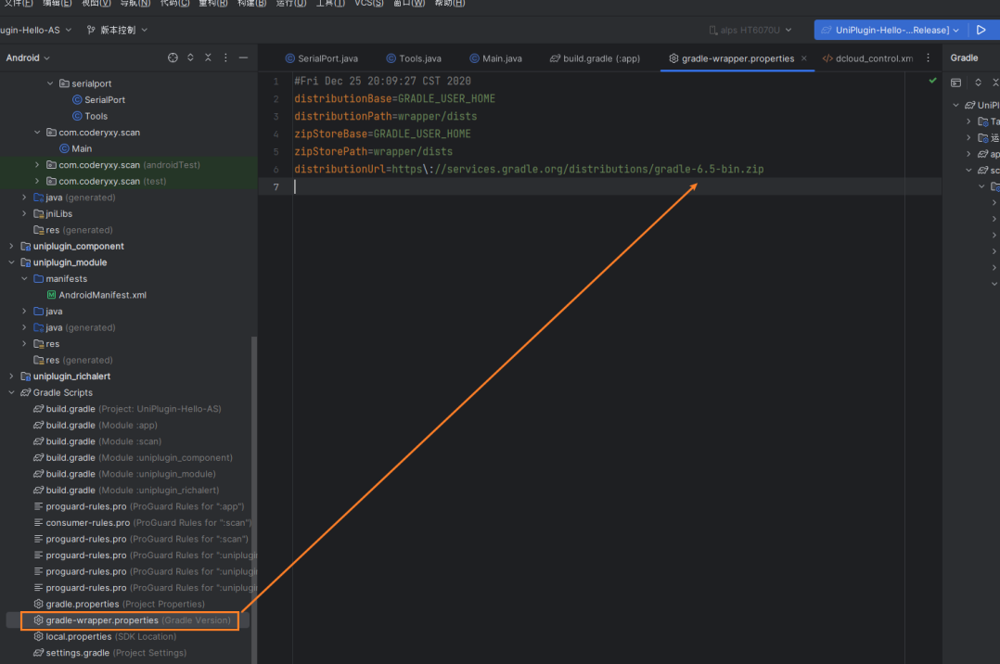 文件(F) 编辑(E) 视图(V) 导航(N) 代码(C) 重构(R) 构建(B) 运行(U) 工具(T) VCS(S) 窗口(W) 帮助(H)
ugin-Hello-AS 版本控制 alps HT6070U UniPlugin-Hello-...Release]
Android SerialPort.java Tools.java Main.java build.gradle (:app) gradle-wrapper.properties dcloud_control.xm Gradle
serialport
SerialPort
Tools
com.coderyxy.scan
Main
com.coderyxy.scan (androidTest)
com.coderyxy.scan (test)
java (generated)
jniLibs
res (generated)
uniplugin_component
uniplugin_module
manifests
AndroidManifest.xml
java
java (generated)
res
res (generated)
uniplugin_richalert
Gradle Scripts
build.gradle (Project: UniPlugin-Hello-AS)
build.gradle (Module :app)
build.gradle (Module :scan)
build.gradle (Module :uniplugin_component)
build.gradle (Module :uniplugin_module)
build.gradle (Module :uniplugin_richalert)
proguard-rules.pro (ProGuard Rules for ":app")
consumer-rules.pro (ProGuard Rules for ":scan")
proguard-rules.pro (ProGuard Rules for ":scan")
proguard-rules.pro (ProGuard Rules for ":uniplugi
proguard-rules.pro (ProGuard Rules for ":uniplugin
proguard-rules.pro (ProGuard Rules for ":uniplugin
gradle.properties (Project Properties)
gradle-wrapper.properties (Gradle Version)
local.properties (SDK Location)
settings.gradle (Project Settings)
1 #Fri Dec 25 20:09:27 CST 2020
2 distributionBase=GRADLE_USER_HOME
3 distributionPath=wrapper/dists
4 zipStoreBase=GRADLE_USER_HOME
5 zipStorePath=wrapper/dists
6 distributionUrl=https\://services.gradle.org/distributions/gradle-6.5-bin.zip
7
UniPl
Ta
运
ap
sc